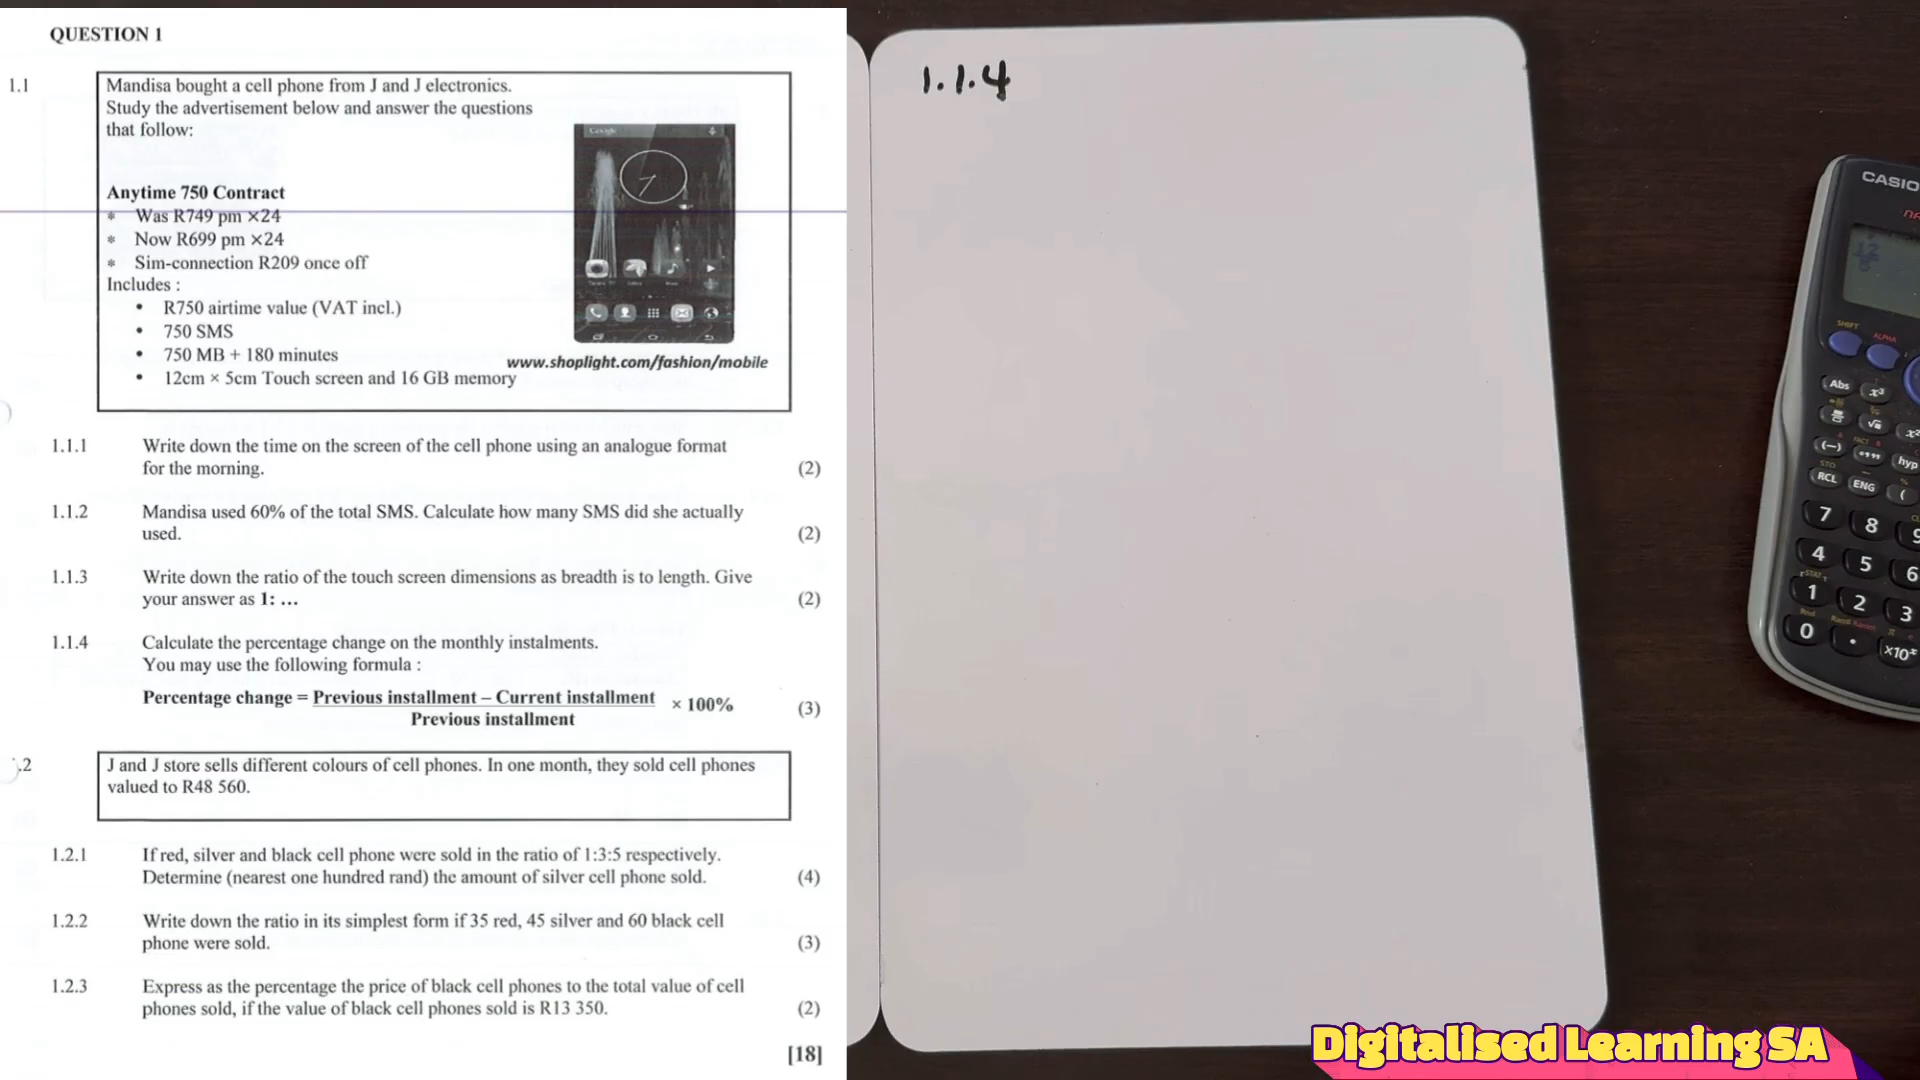 QUESTION 1
1.1
Mandisa bought a cell phone from J and J electronics.
Study the advertisement below and answer the questions
that follow:
Google
Anytime 750 Contract
* Was R749 pm ×24
* Now R699 pm ×24
* Sim-connection R209 once off
Includes :
• R750 airtime value (VAT incl.)
• 750 SMS
• 750 MB + 180 minutes
www.shoplight.com/fashion/mobile
• 12cm × 5cm Touch screen and 16 GB memory
1.1.1 Write down the time on the screen of the cell phone using an analogue format
for the morning. (2)
1.1.2 Mandisa used 60% of the total SMS. Calculate how many SMS did she actually
used. (2)
1.1.3 Write down the ratio of the touch screen dimensions as breadth is to length. Give
your answer as 1: ... (2)
1.1.4 Calculate the percentage change on the monthly instalments.
You may use the following formula :
Percentage change = Previous installment – Current installment × 100% (3)
Previous installment
.2
J and J store sells different colours of cell phones. In one month, they sold cell phones
valued to R48 560.
1.2.1 If red, silver and black cell phone were sold in the ratio of 1:3:5 respectively.
Determine (nearest one hundred rand) the amount of silver cell phone sold. (4)
1.2.2 Write down the ratio in its simplest form if 35 red, 45 silver and 60 black cell
phone were sold. (3)
1.2.3 Express as the percentage the price of black cell phones to the total value of cell
phones sold, if the value of black cell phones sold is R13 350. (2)
[18]
1.1.4
CASIO
SHIFT ALPHA
Abs x³
(–) hyp
STO
RCL ENG (
7 8 9
4 5 6
1 2 3
0 . ×10ˣ
Digitalised Learning SA